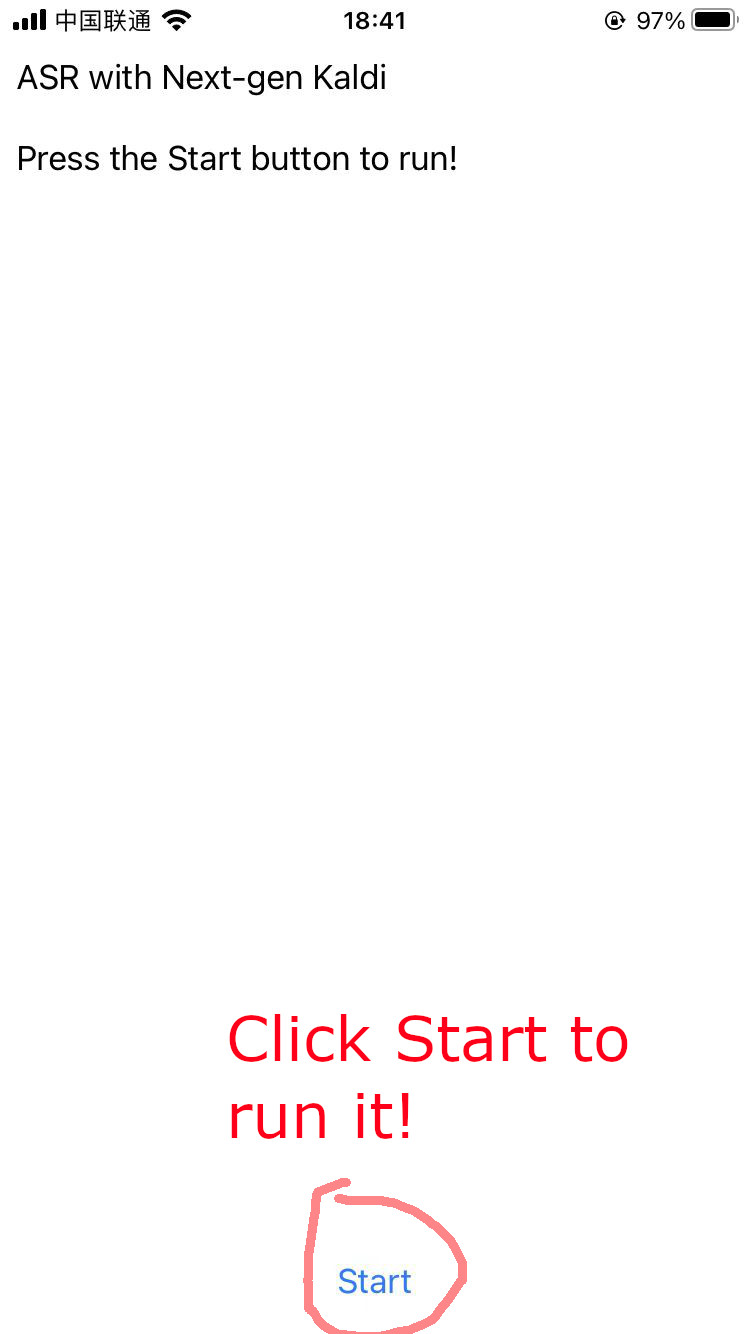 中国联通 18:41 97%
ASR with Next-gen Kaldi
Press the Start button to run!
Click Start to
run it!
Start